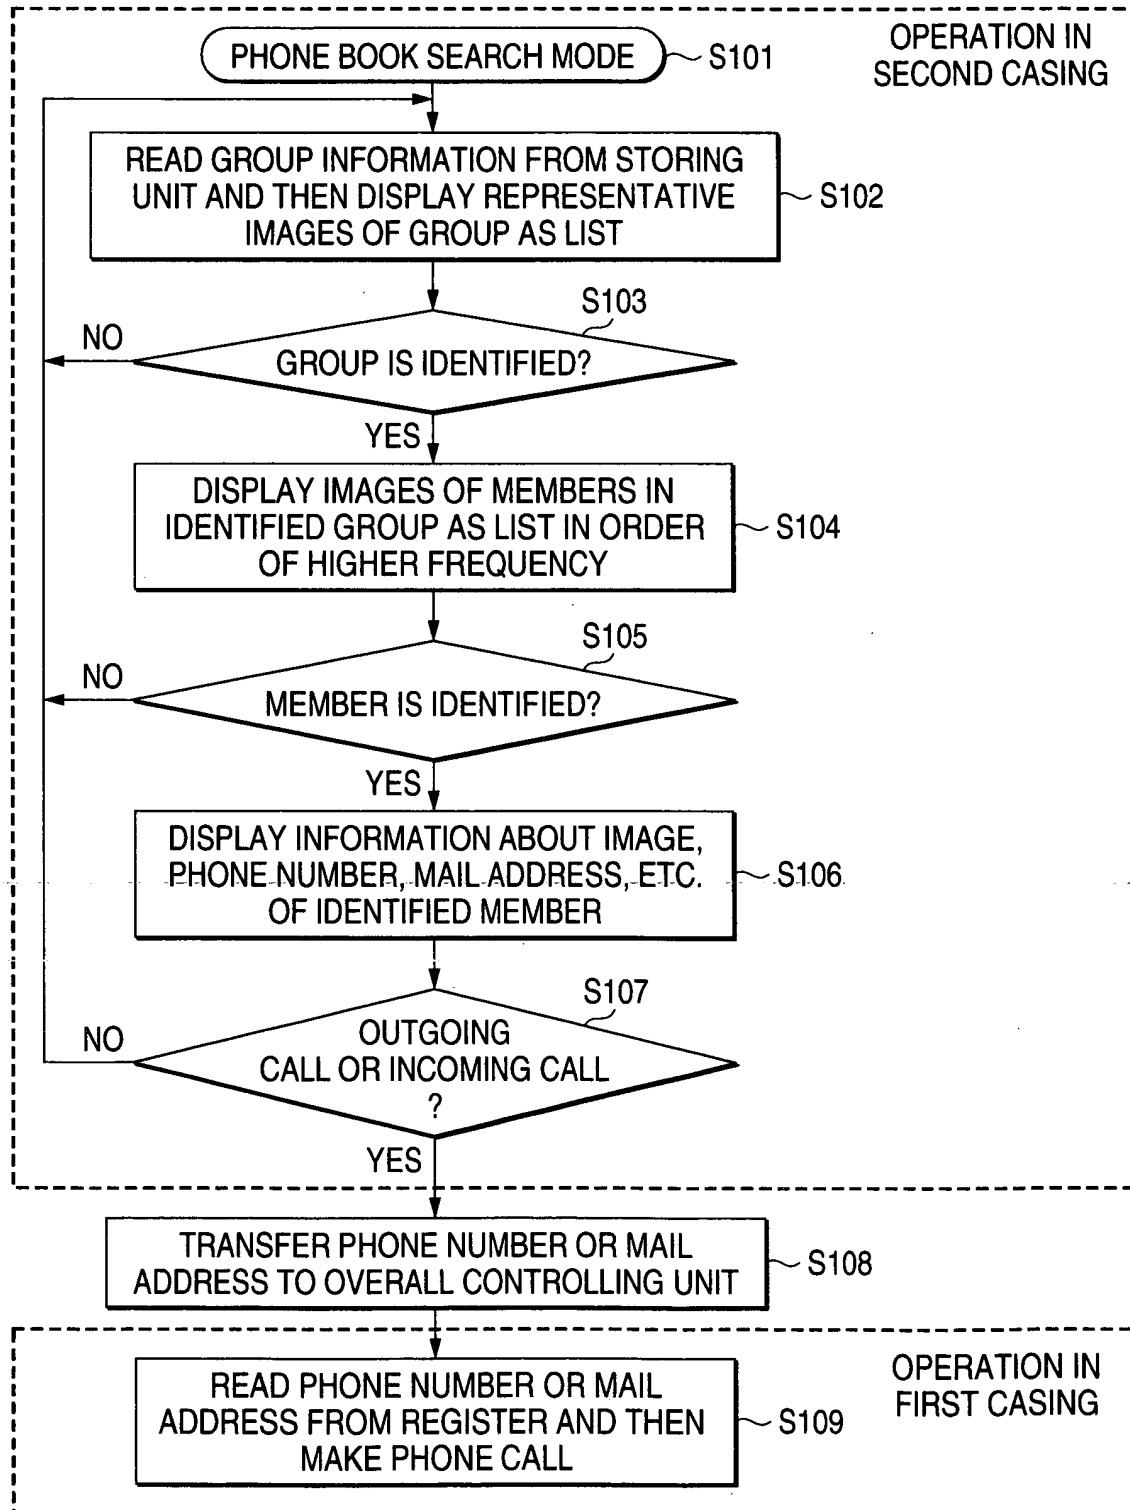 OPERATION IN
SECOND CASING
PHONE BOOK SEARCH MODE
S101
READ GROUP INFORMATION FROM STORING
UNIT AND THEN DISPLAY REPRESENTATIVE
IMAGES OF GROUP AS LIST
S102
S103
NO
GROUP IS IDENTIFIED?
YES
DISPLAY IMAGES OF MEMBERS IN
IDENTIFIED GROUP AS LIST IN ORDER
OF HIGHER FREQUENCY
S104
S105
NO
MEMBER IS IDENTIFIED?
YES
DISPLAY INFORMATION ABOUT IMAGE,
PHONE NUMBER, MAIL ADDRESS, ETC.
OF IDENTIFIED MEMBER
S106
S107
NO
OUTGOING
CALL OR INCOMING CALL
?
YES
TRANSFER PHONE NUMBER OR MAIL
ADDRESS TO OVERALL CONTROLLING UNIT
S108
OPERATION IN
FIRST CASING
READ PHONE NUMBER OR MAIL
ADDRESS FROM REGISTER AND THEN
MAKE PHONE CALL
S109